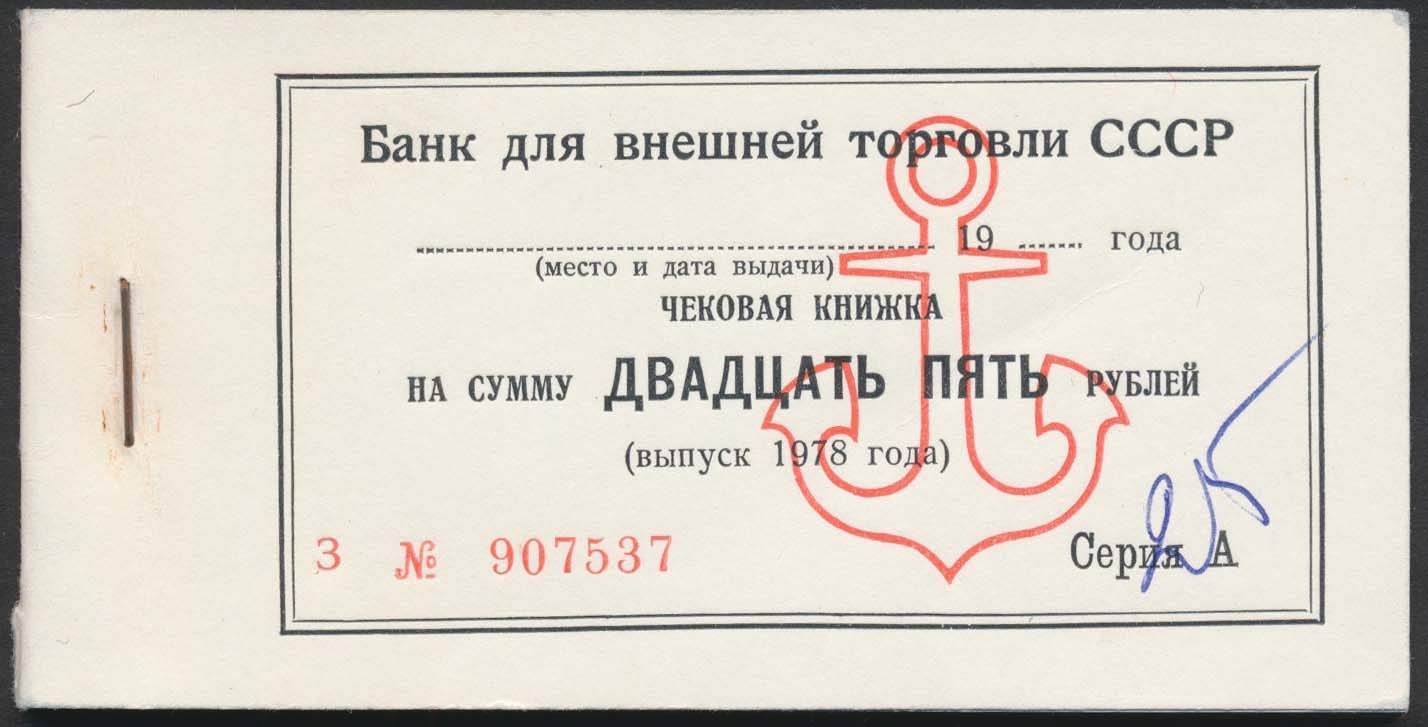 Банк для внешней торговли СССР
........................................ 19 ...... года
(место и дата выдачи)
ЧЕКОВАЯ КНИЖКА
НА СУММУ ДВАДЦАТЬ ПЯТЬ РУБЛЕЙ
(выпуск 1978 года)
З № 907537
Серия А
25